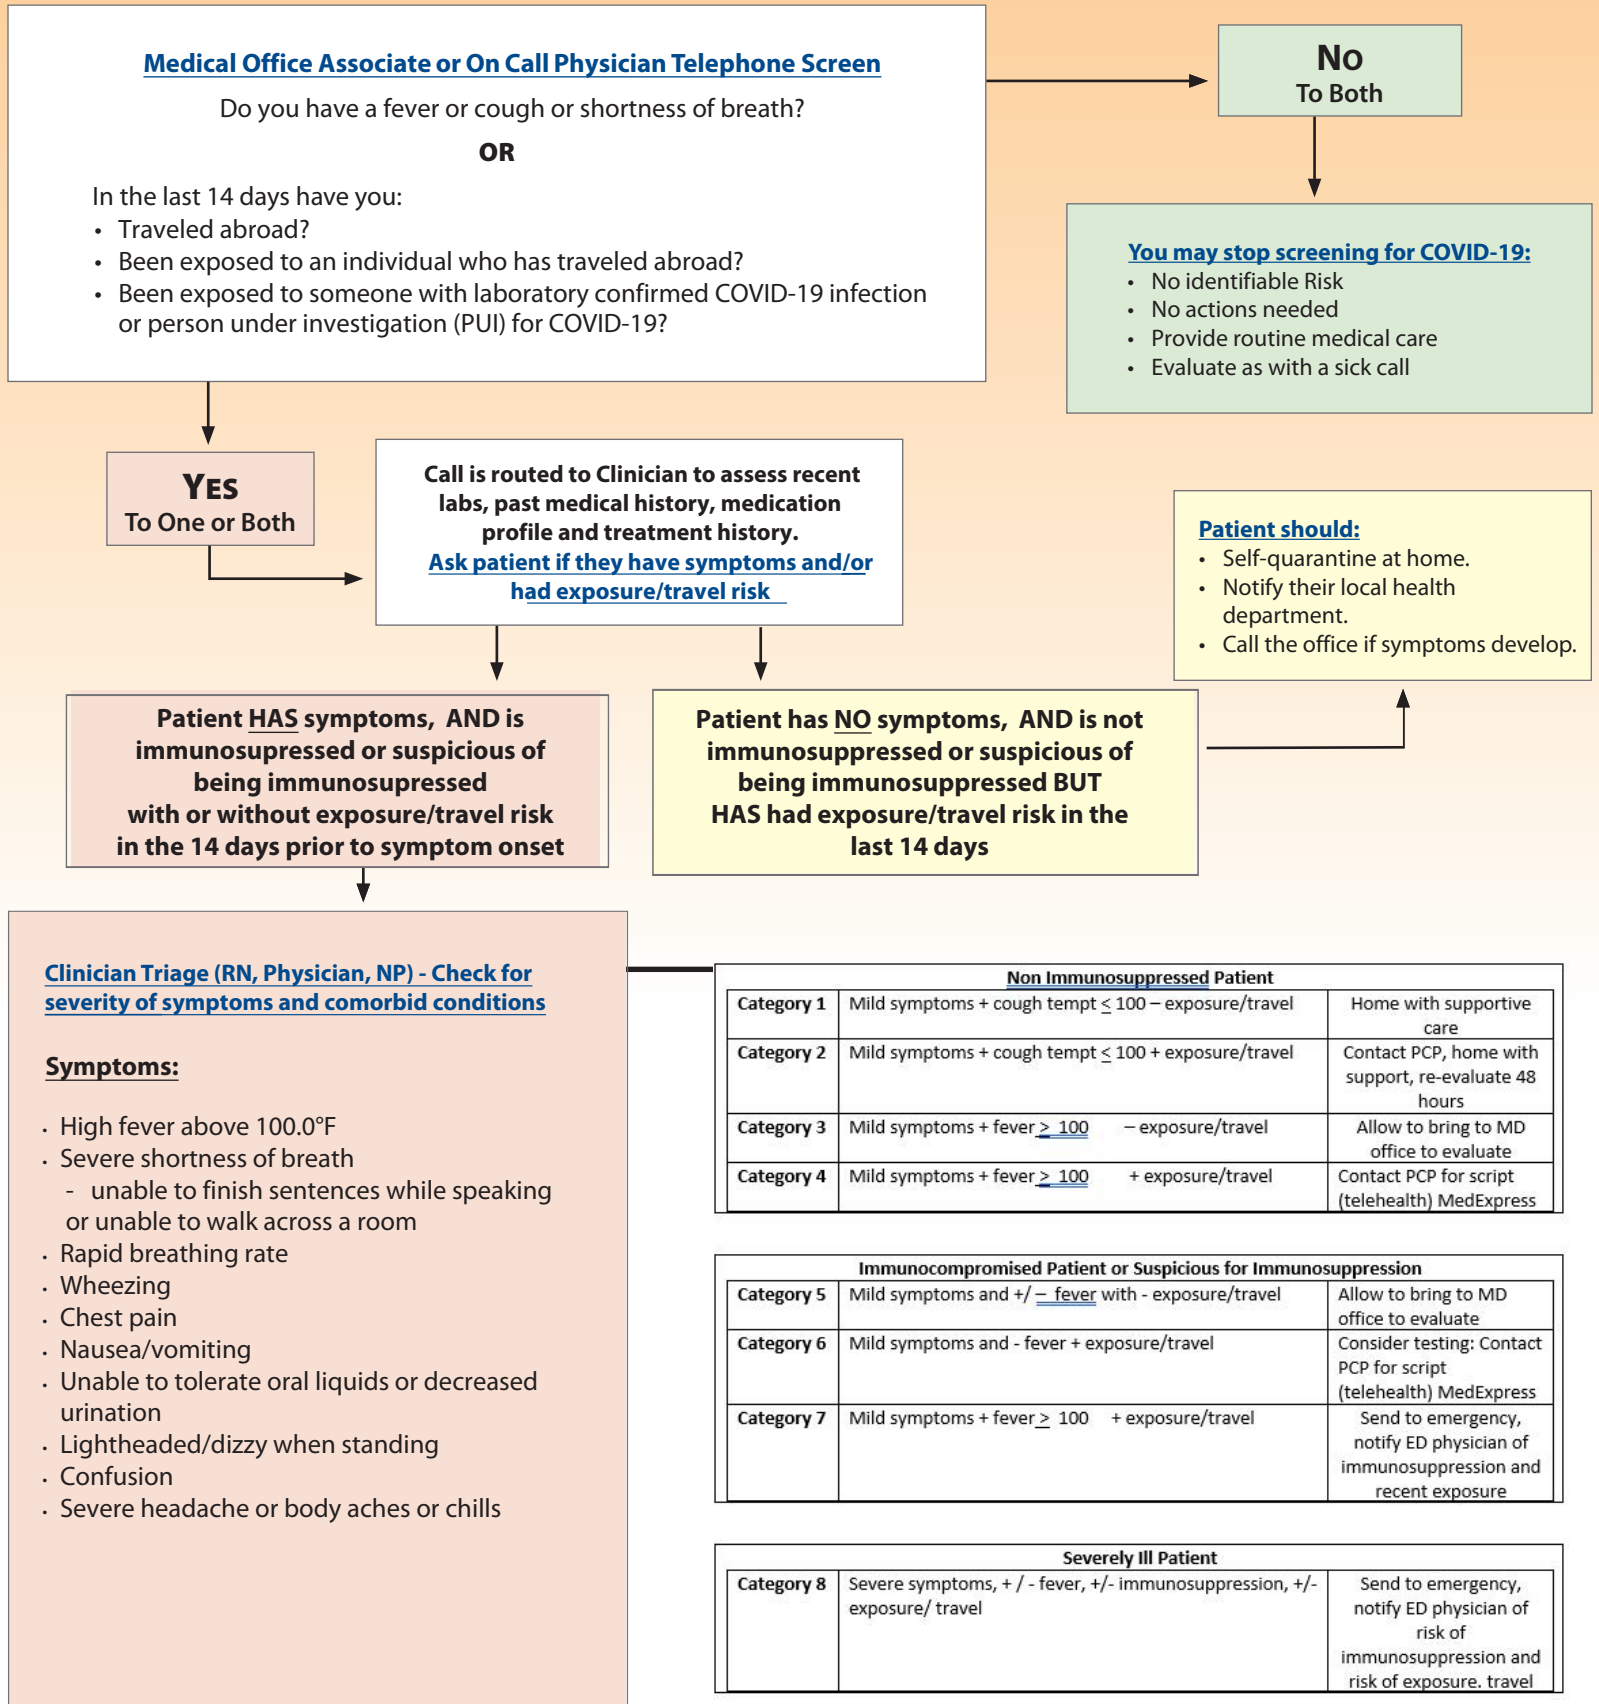 Medical Office Associate or On Call Physician Telephone Screen
Do you have a fever or cough or shortness of breath?
OR
In the last 14 days have you:
• Traveled abroad?
• Been exposed to an individual who has traveled abroad?
• Been exposed to someone with laboratory confirmed COVID-19 infection
or person under investigation (PUI) for COVID-19?
NO
To Both
You may stop screening for COVID-19:
• No identifiable Risk
• No actions needed
• Provide routine medical care
• Evaluate as with a sick call
YES
To One or Both
Call is routed to Clinician to assess recent
labs, past medical history, medication
profile and treatment history.
Ask patient if they have symptoms and/or
had exposure/travel risk
Patient should:
• Self-quarantine at home.
• Notify their local health
department.
• Call the office if symptoms develop.
Patient HAS symptoms, AND is
immunosupressed or suspicious of
being immunosupressed
with or without exposure/travel risk
in the 14 days prior to symptom onset
Patient has NO symptoms, AND is not
immunosuppressed or suspicious of
being immunosuppressed BUT
HAS had exposure/travel risk in the
last 14 days
Clinician Triage (RN, Physician, NP) - Check for
severity of symptoms and comorbid conditions
Symptoms:
• High fever above 100.0°F
• Severe shortness of breath
- unable to finish sentences while speaking
or unable to walk across a room
• Rapid breathing rate
• Wheezing
• Chest pain
• Nausea/vomiting
• Unable to tolerate oral liquids or decreased
urination
• Lightheaded/dizzy when standing
• Confusion
• Severe headache or body aches or chills
Non Immunosuppressed Patient
Category 1 Mild symptoms + cough tempt ≤ 100 – exposure/travel Home with supportive
care
Category 2 Mild symptoms + cough tempt ≤ 100 + exposure/travel Contact PCP, home with
support, re-evaluate 48
hours
Category 3 Mild symptoms + fever ≥ 100 – exposure/travel Allow to bring to MD
office to evaluate
Category 4 Mild symptoms + fever ≥ 100 + exposure/travel Contact PCP for script
(telehealth) MedExpress
Immunocompromised Patient or Suspicious for Immunosuppression
Category 5 Mild symptoms and +/ – fever with - exposure/travel Allow to bring to MD
office to evaluate
Category 6 Mild symptoms and - fever + exposure/travel Consider testing: Contact
PCP for script
(telehealth) MedExpress
Category 7 Mild symptoms + fever ≥ 100 + exposure/travel Send to emergency,
notify ED physician of
immunosuppression and
recent exposure
Severely Ill Patient
Category 8 Severe symptoms, + / - fever, +/- immunosuppression, +/- Send to emergency,
exposure/ travel notify ED physician of
risk of
immunosuppression and
risk of exposure. travel